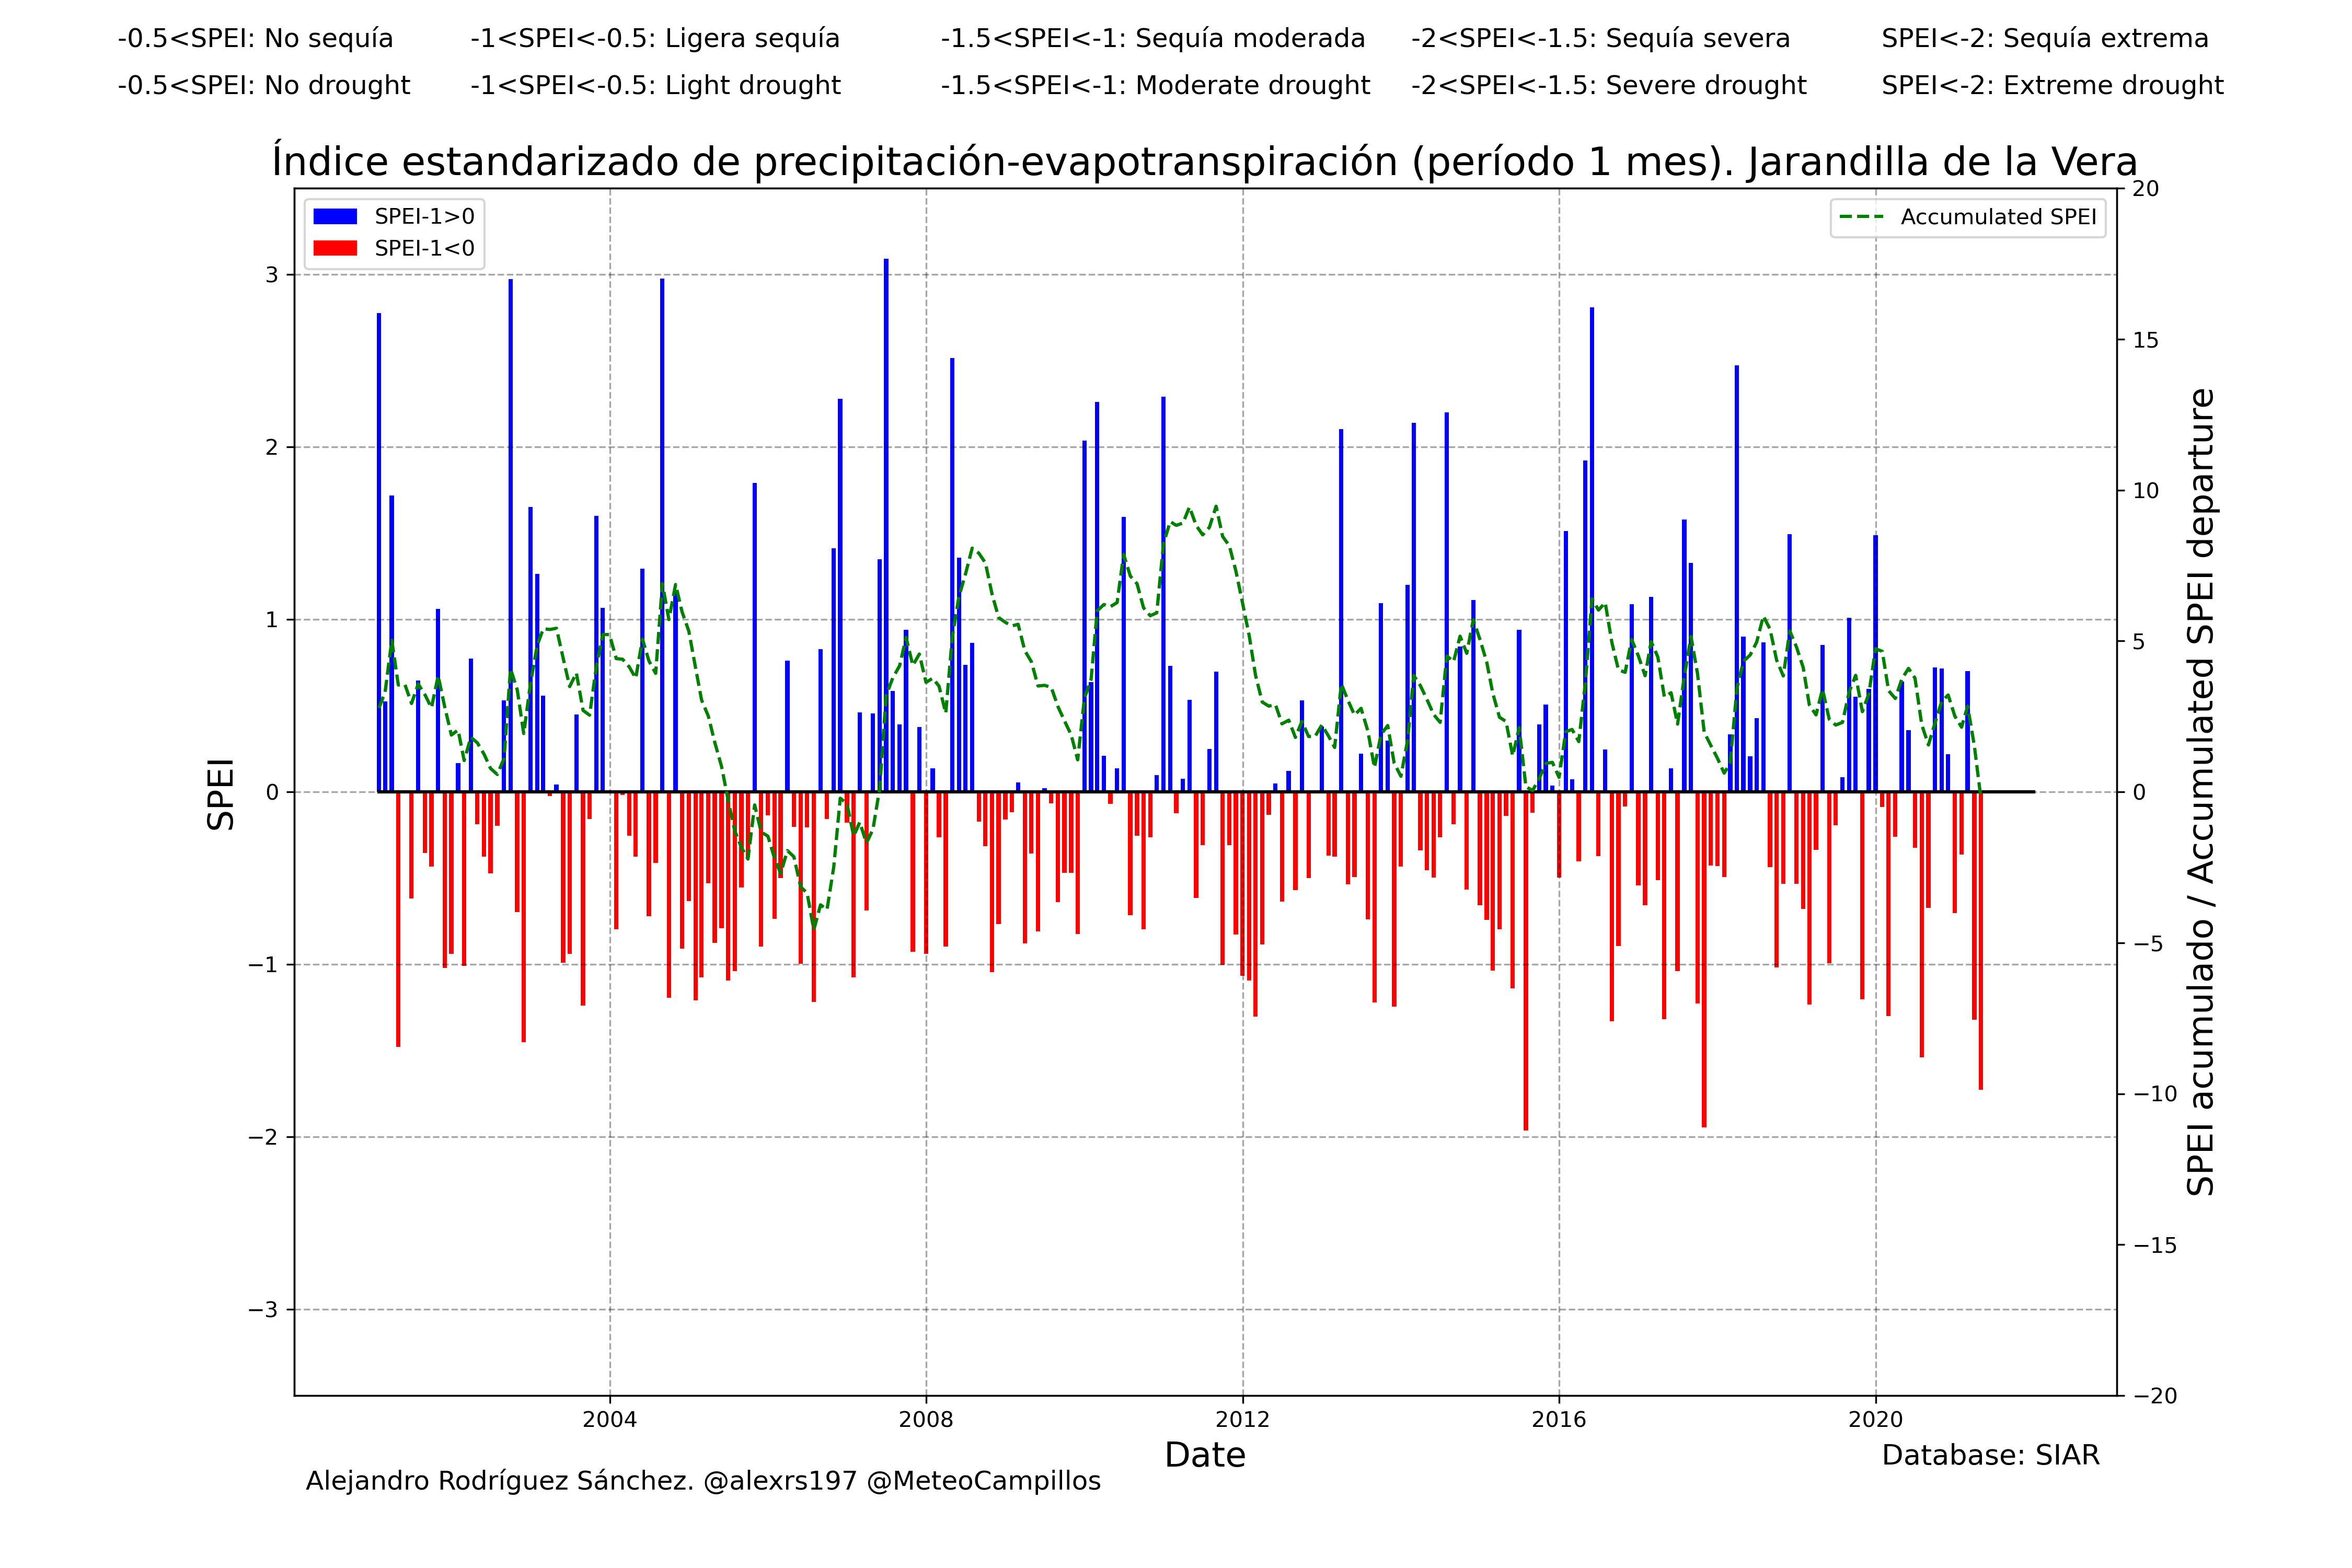 -0.5<SPEI: No sequía -1<SPEI<-0.5: Ligera sequía -1.5<SPEI<-1: Sequía moderada -2<SPEI<-1.5: Sequía severa SPEI<-2: Sequía extrema
-0.5<SPEI: No drought -1<SPEI<-0.5: Light drought -1.5<SPEI<-1: Moderate drought -2<SPEI<-1.5: Severe drought SPEI<-2: Extreme drought
Índice estandarizado de precipitación-evapotranspiración (período 1 mes). Jarandilla de la Vera
SPEI-1>0
SPEI-1<0
Accumulated SPEI
SPEI
3
2
1
0
−1
−2
−3
20
15
10
5
0
−5
−10
−15
−20
SPEI acumulado / Accumulated SPEI departure
2004 2008 2012 2016 2020
Date
Database: SIAR
Alejandro Rodríguez Sánchez. @alexrs197 @MeteoCampillos